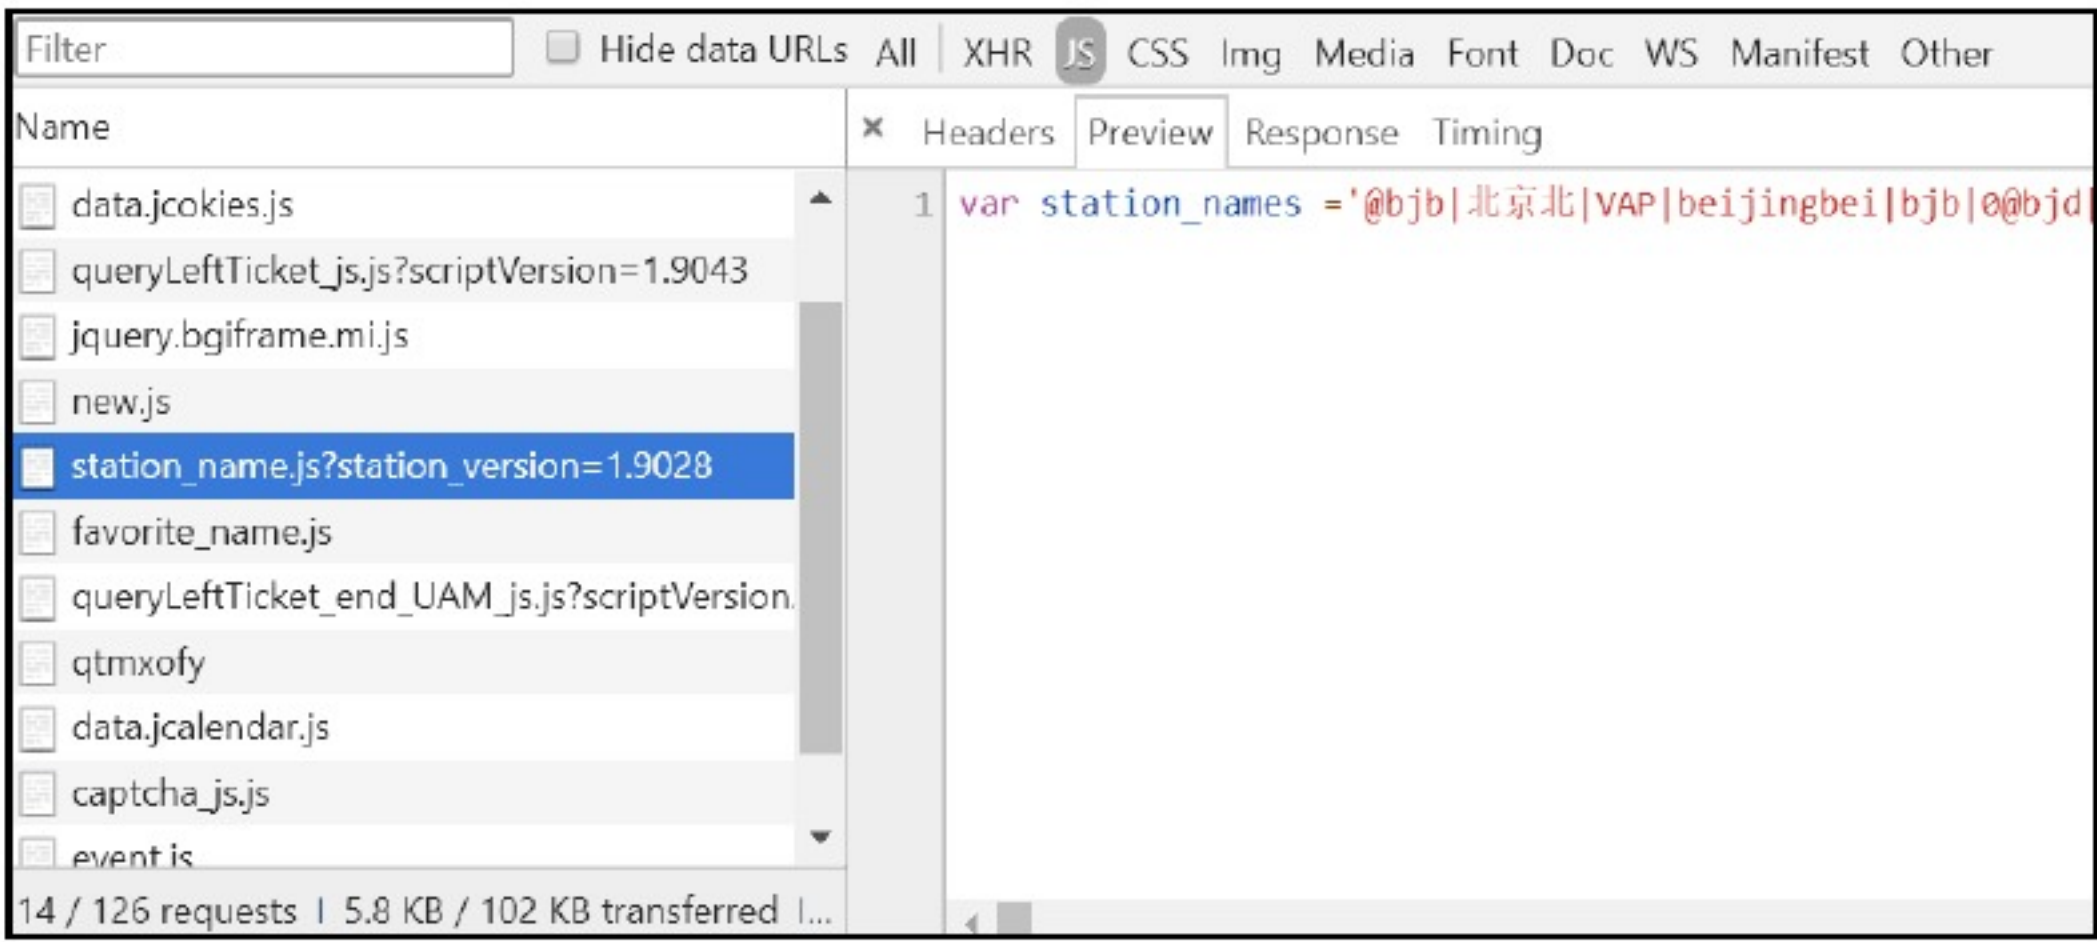 Filter Hide data URLs All XHR JS CSS Img Media Font Doc WS Manifest Other
Name
× Headers Preview Response Timing
data.jcokies.js
queryLeftTicket_js.js?scriptVersion=1.9043
jquery.bgiframe.mi.js
new.js
station_name.js?station_version=1.9028
favorite_name.js
queryLeftTicket_end_UAM_js.js?scriptVersion.
qtmxofy
data.jcalendar.js
captcha_js.js
event.js
14 / 126 requests | 5.8 KB / 102 KB transferred |...
1 var station_names ='@bjb|北京北|VAP|beijingbei|bjb|0@bjd|